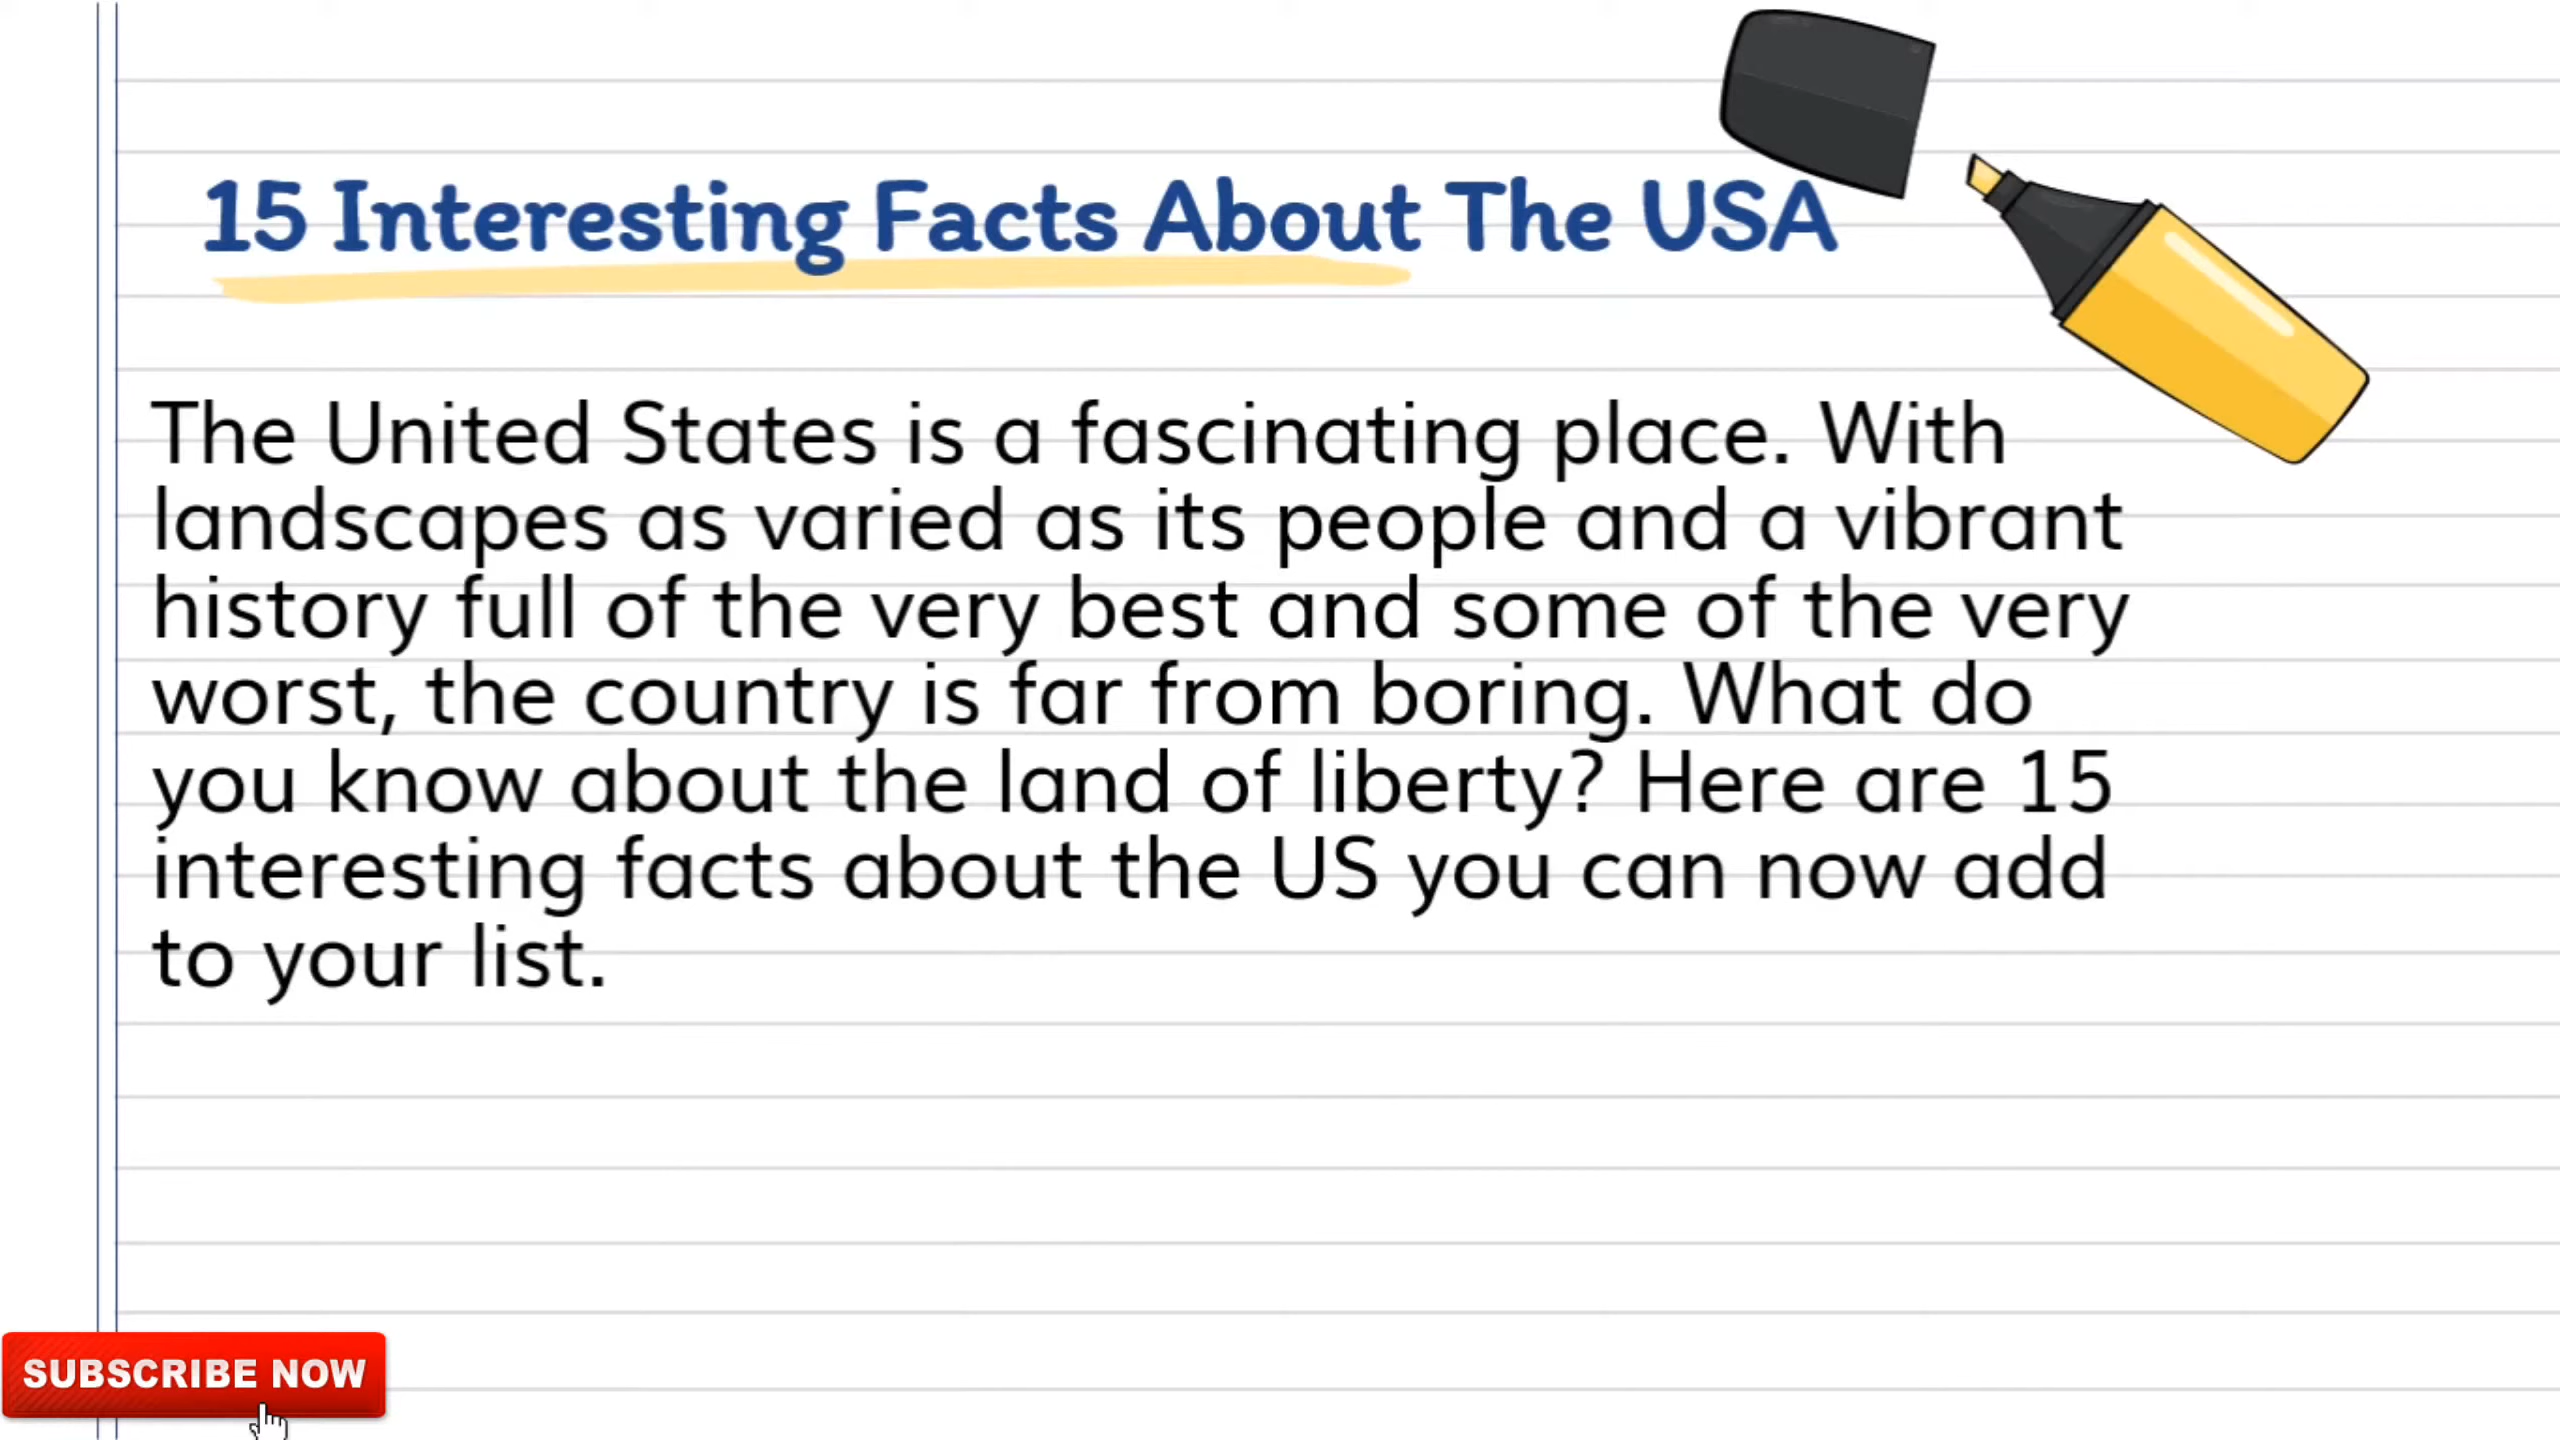 15 Interesting Facts About The USA
The United States is a fascinating place. With
landscapes as varied as its people and a vibrant
history full of the very best and some of the very
worst, the country is far from boring. What do
you know about the land of liberty? Here are 15
interesting facts about the US you can now add
to your list.
SUBSCRIBE NOW